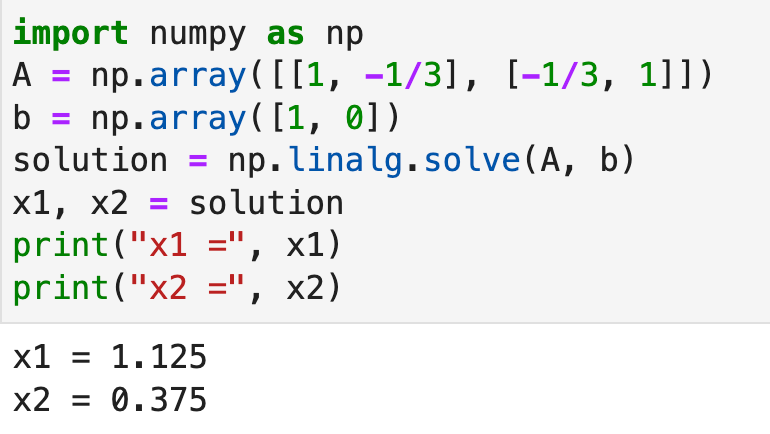 import numpy as np
A = np.array([[1, -1/3], [-1/3, 1]])
b = np.array([1, 0])
solution = np.linalg.solve(A, b)
x1, x2 = solution
print("x1 =", x1)
print("x2 =", x2)
x1 = 1.125
x2 = 0.375